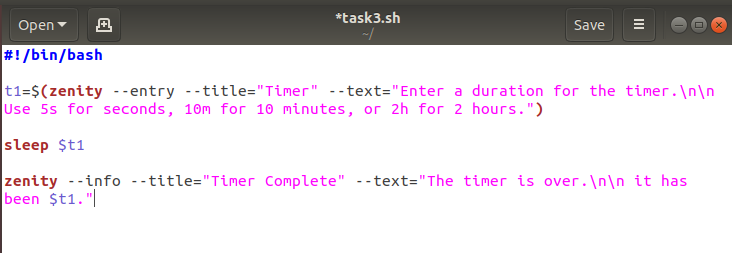 Open
*task3.sh
~/
Save
#!/bin/bash
t1=$(zenity --entry --title="Timer" --text="Enter a duration for the timer.\n\n
Use 5s for seconds, 10m for 10 minutes, or 2h for 2 hours.")
sleep $t1
zenity --info --title="Timer Complete" --text="The timer is over.\n\n it has
been $t1."